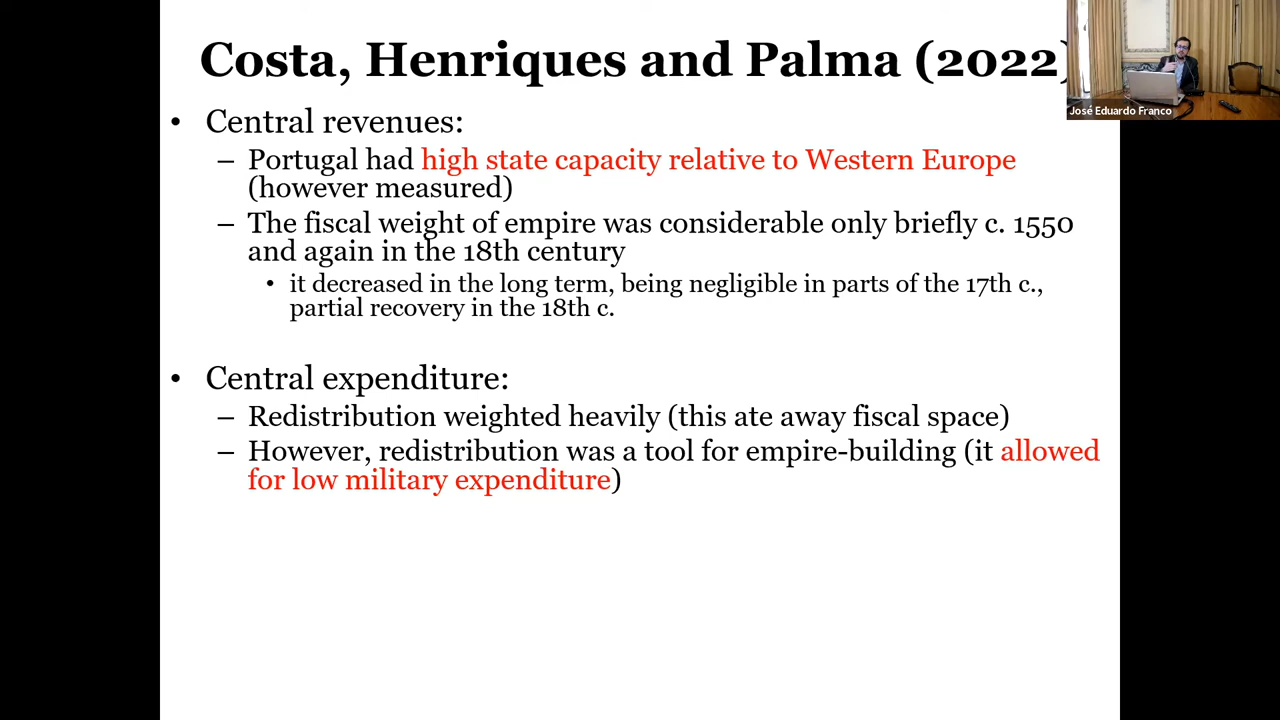 Costa, Henriques and Palma (2022)
José Eduardo Franco
• Central revenues:
– Portugal had high state capacity relative to Western Europe
(however measured)
– The fiscal weight of empire was considerable only briefly c. 1550
and again in the 18th century
• it decreased in the long term, being negligible in parts of the 17th c.,
partial recovery in the 18th c.
• Central expenditure:
– Redistribution weighted heavily (this ate away fiscal space)
– However, redistribution was a tool for empire-building (it allowed
for low military expenditure)